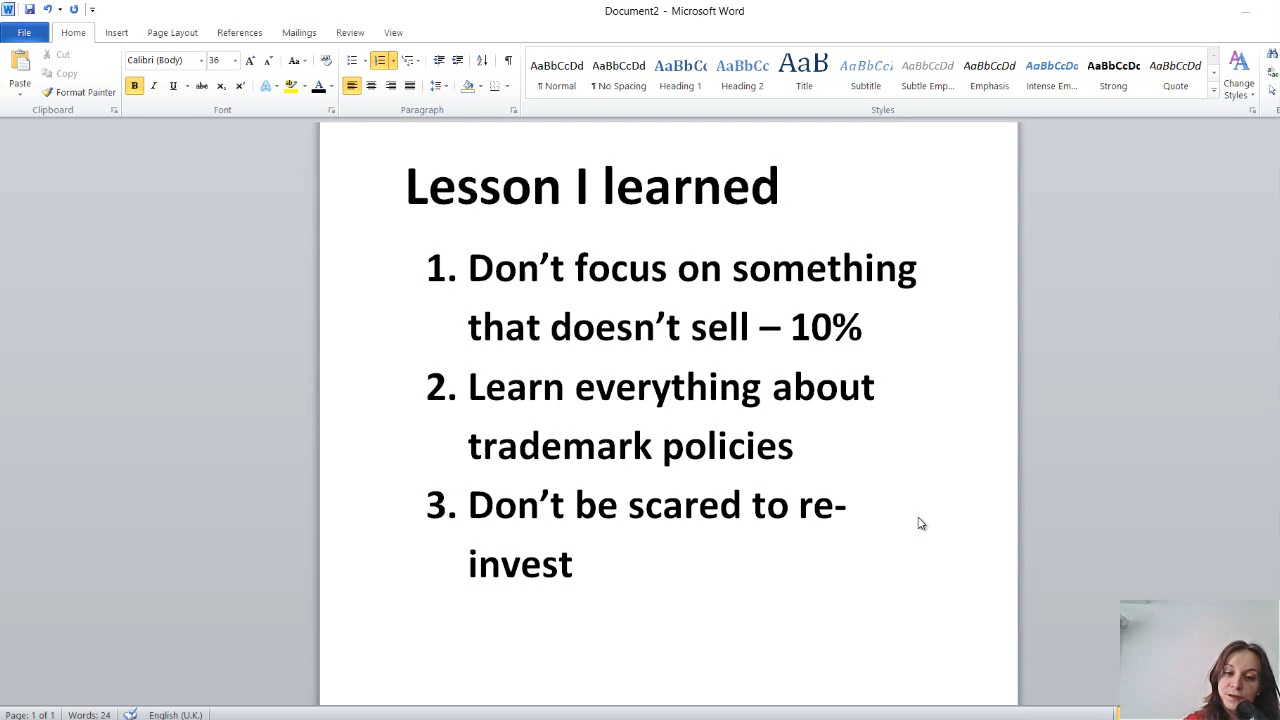 Document2 - Microsoft Word
File Home Insert Page Layout References Mailings Review View
Paste
Cut
Copy
Format Painter
Clipboard
Calibri (Body) 36
Font
Paragraph
AaBbCcDd AaBbCcDd AaBbCc AaBbCc AaB AaBbCcI AaBbCcDd AaBbCcDd AaBbCcDd AaBbCcDc AaBbCcDd
¶ Normal ¶ No Spacing Heading 1 Heading 2 Title Subtitle Subtle Emp... Emphasis Intense Em... Strong Quote
Change
Styles
Styles
Lesson I learned
1. Don’t focus on something
that doesn’t sell – 10%
2. Learn everything about
trademark policies
3. Don’t be scared to re-
invest
Page: 1 of 1 Words: 24 English (U.K.)